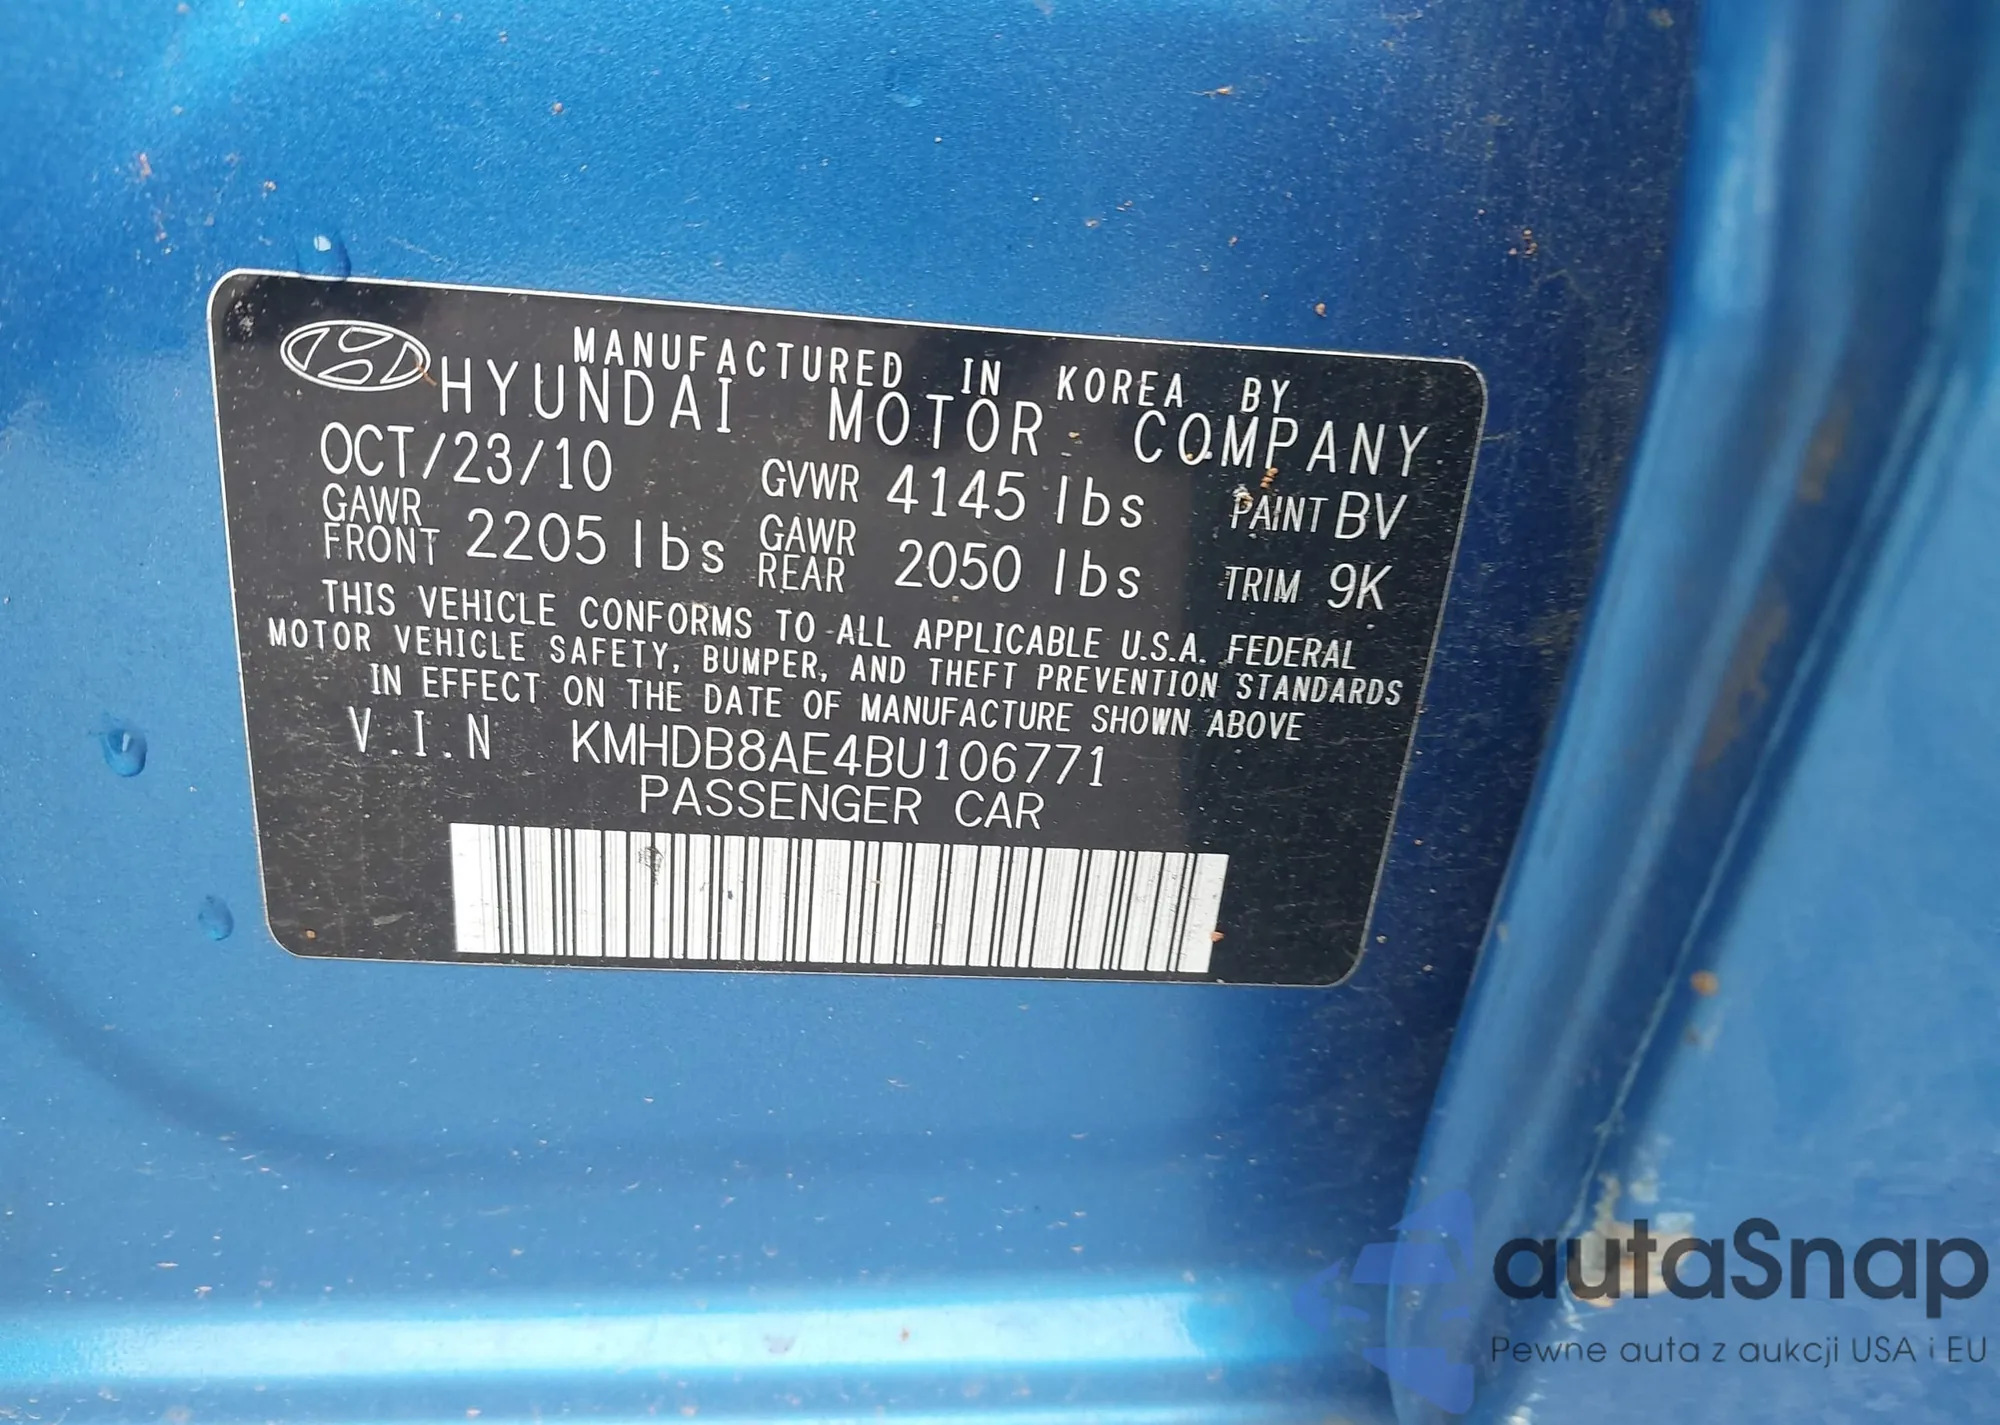 MANUFACTURED IN KOREA BY
HYUNDAI MOTOR COMPANY
OCT/23/10 GVWR 4145 lbs PAINT BV
GAWR FRONT 2205 lbs GAWR REAR 2050 lbs TRIM 9K
THIS VEHICLE CONFORMS TO ALL APPLICABLE U.S.A. FEDERAL
MOTOR VEHICLE SAFETY, BUMPER, AND THEFT PREVENTION STANDARDS
IN EFFECT ON THE DATE OF MANUFACTURE SHOWN ABOVE
V.I.N KMHDB8AE4BU106771
PASSENGER CAR
autaSnap
Pewne auta z aukcji USA i EU